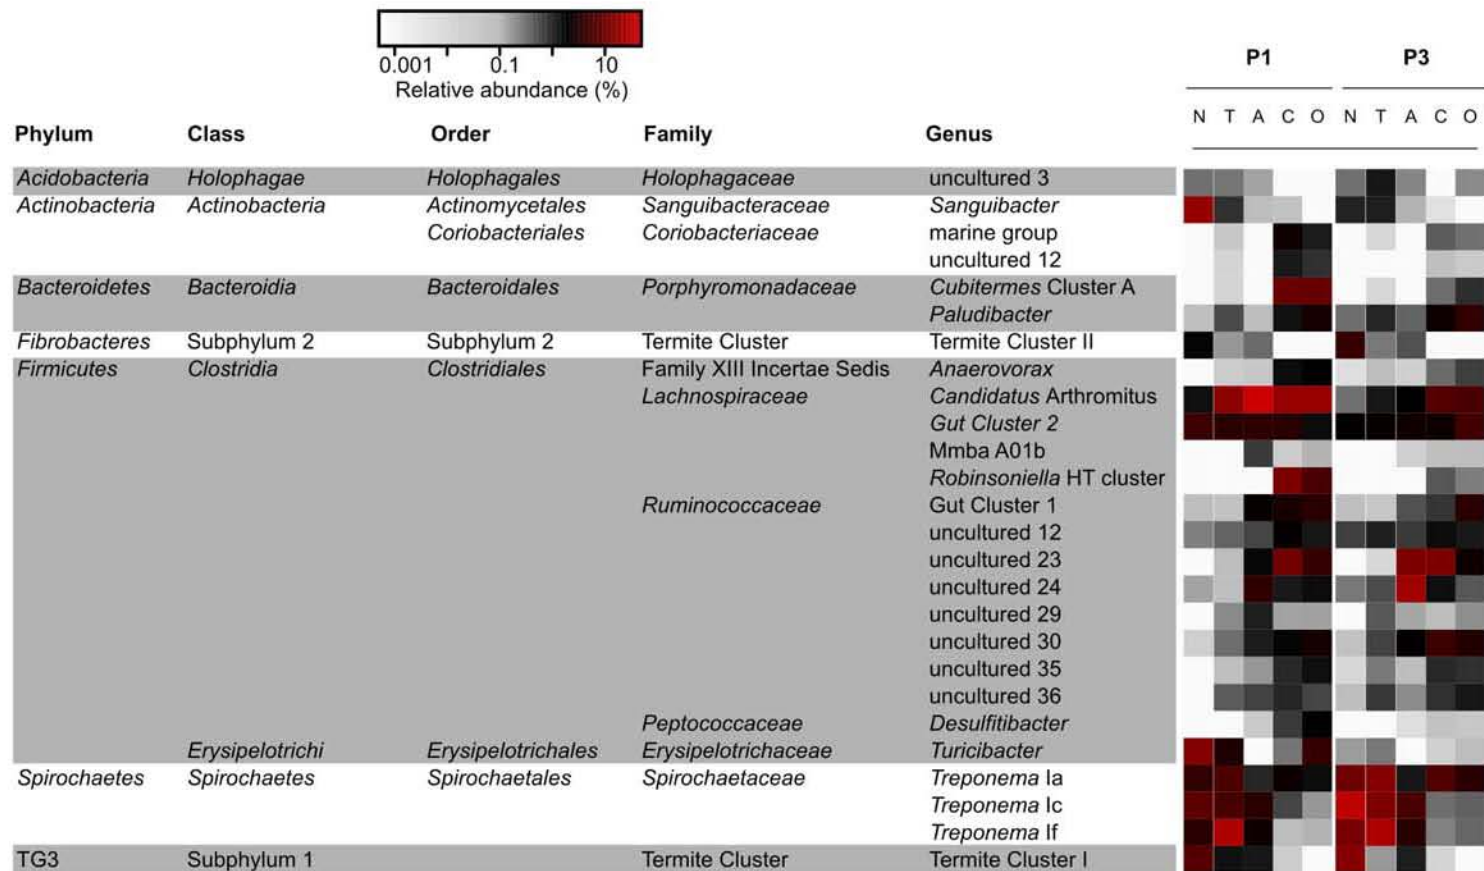 0.001 0.1 10
Relative abundance (%)
P1 P3
N T A C O N T A C O
Phylum Class Order Family Genus
Acidobacteria Holophagae Holophagales Holophagaceae uncultured 3
Actinobacteria Actinobacteria Actinomycetales Sanguibacteraceae Sanguibacter
Coriobacteriales Coriobacteriaceae marine group
uncultured 12
Bacteroidetes Bacteroidia Bacteroidales Porphyromonadaceae Cubitermes Cluster A
Paludibacter
Fibrobacteres Subphylum 2 Subphylum 2 Termite Cluster Termite Cluster II
Firmicutes Clostridia Clostridiales Family XIII Incertae Sedis Anaerovorax
Lachnospiraceae Candidatus Arthromitus
Gut Cluster 2
Mmba A01b
Robinsoniella HT cluster
Ruminococcaceae Gut Cluster 1
uncultured 12
uncultured 23
uncultured 24
uncultured 29
uncultured 30
uncultured 35
uncultured 36
Peptococcaceae Desulfitibacter
Erysipelotrichi Erysipelotrichales Erysipelotrichaceae Turicibacter
Spirochaetes Spirochaetes Spirochaetales Spirochaetaceae Treponema Ia
Treponema Ic
Treponema If
TG3 Subphylum 1 Termite Cluster Termite Cluster I